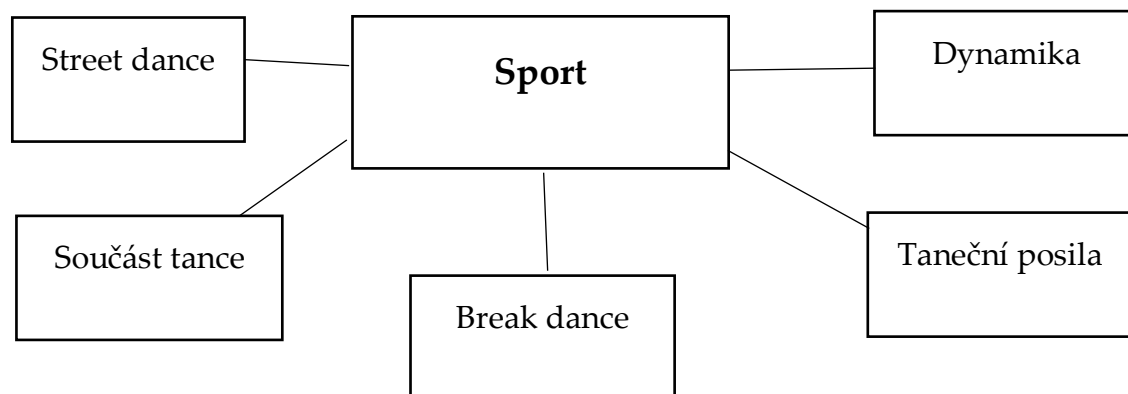 Street dance
Sport
Dynamika
Součást tance
Break dance
Taneční posila